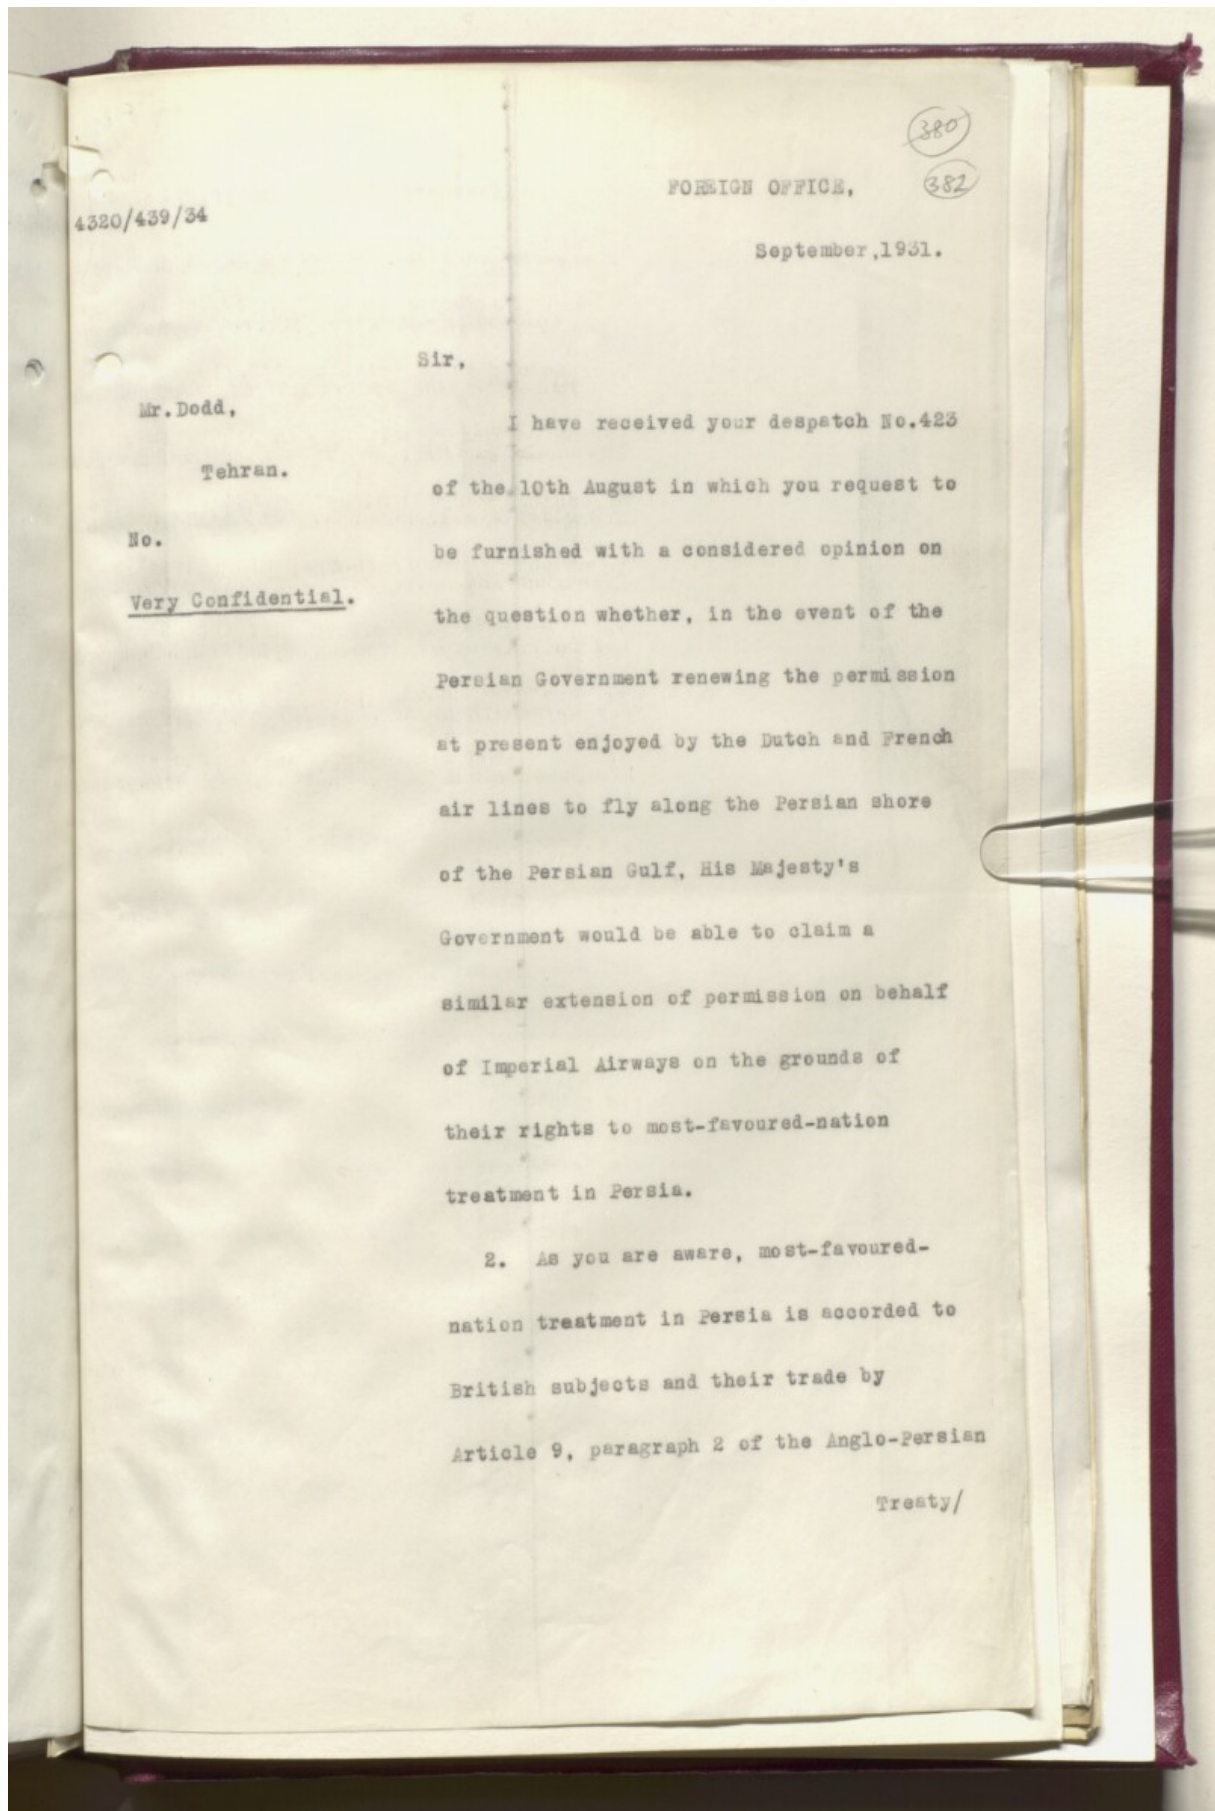 380
382
FOREIGN OFFICE,
4320/439/34
September,1931.
Sir,
Mr.Dodd,
Tehran.
No.
Very Confidential.
I have received your despatch No.423
of the 10th August in which you request to
be furnished with a considered opinion on
the question whether, in the event of the
Persian Government renewing the permission
at present enjoyed by the Dutch and French
air lines to fly along the Persian shore
of the Persian Gulf, His Majesty's
Government would be able to claim a
similar extension of permission on behalf
of Imperial Airways on the grounds of
their rights to most-favoured-nation
treatment in Persia.
2. As you are aware, most-favoured-
nation treatment in Persia is accorded to
British subjects and their trade by
Article 9, paragraph 2 of the Anglo-Persian
Treaty/